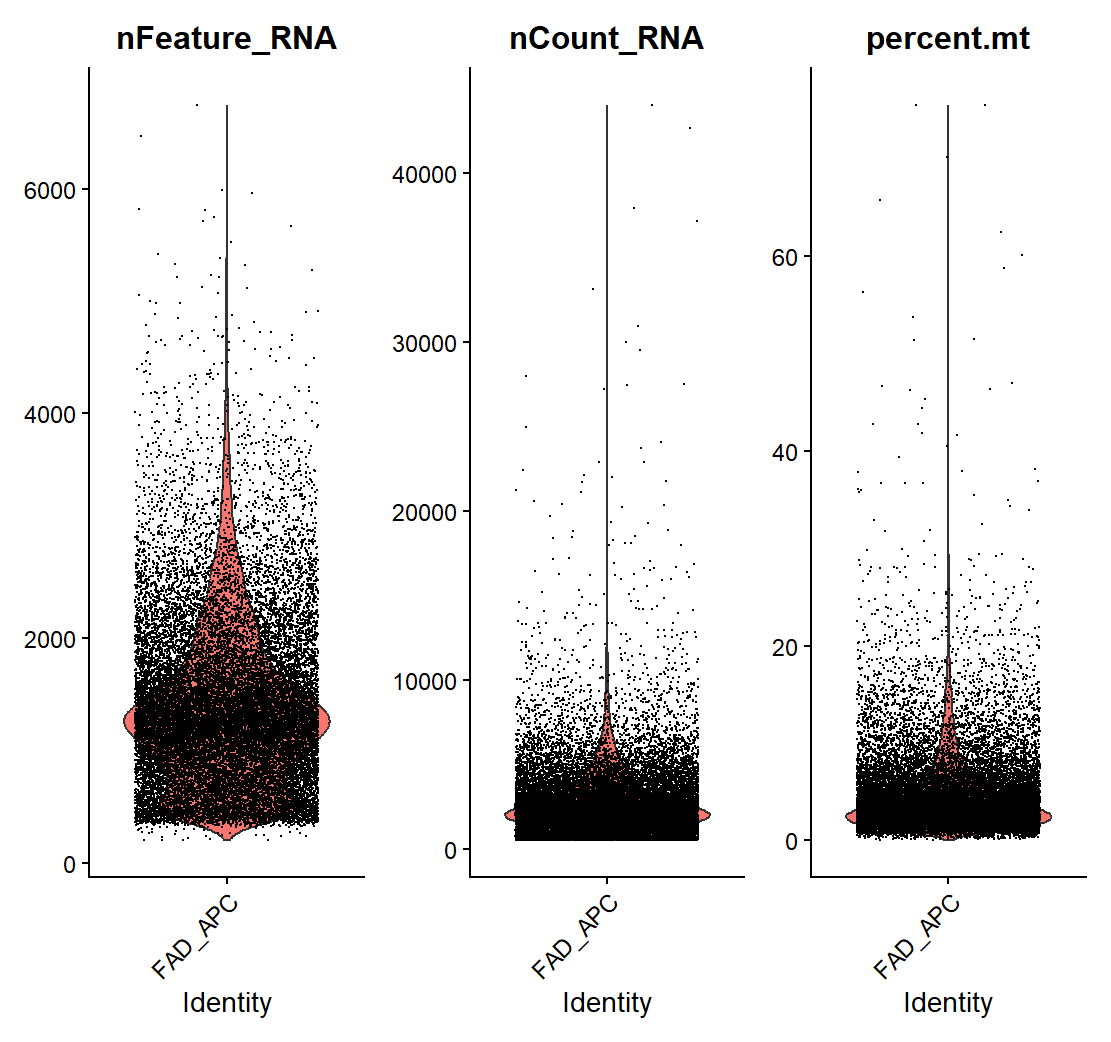 nFeature_RNA
6000
4000
2000
0
FAD_APC
Identity
nCount_RNA
40000
30000
20000
10000
0
FAD_APC
Identity
percent.mt
60
40
20
0
FAD_APC
Identity